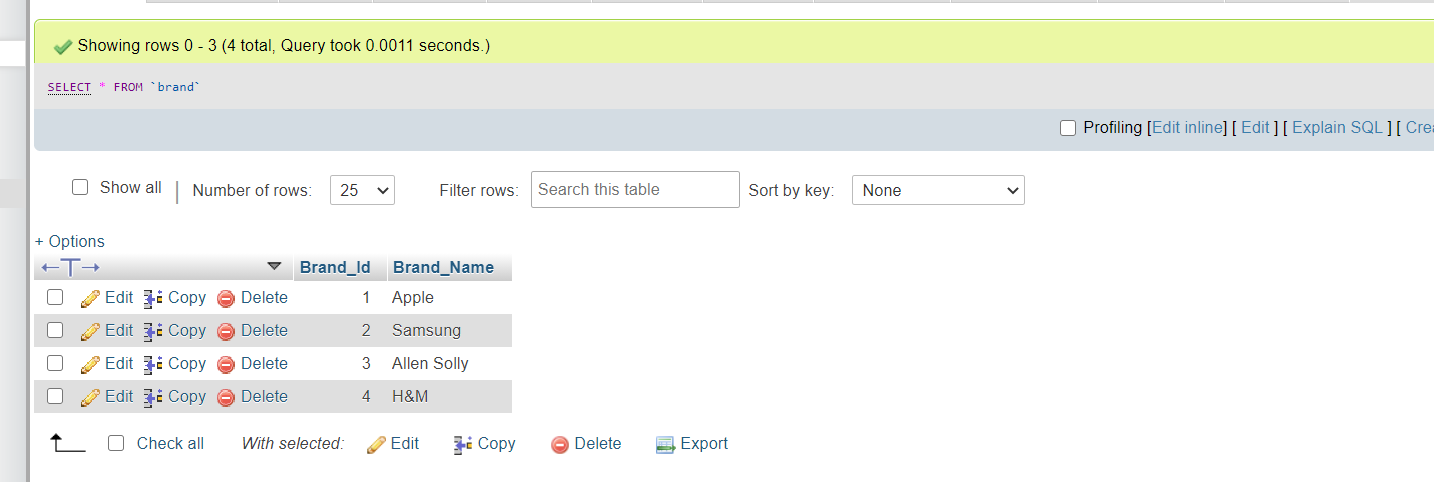 Showing rows 0 - 3 (4 total, Query took 0.0011 seconds.)
SELECT * FROM `brand`
Profiling [Edit inline] [ Edit ] [ Explain SQL ] [ Crea
Show all | Number of rows: 25 Filter rows: Search this table Sort by key: None
+ Options
Brand_Id Brand_Name
Edit Copy Delete 1 Apple
Edit Copy Delete 2 Samsung
Edit Copy Delete 3 Allen Solly
Edit Copy Delete 4 H&M
Check all With selected: Edit Copy Delete Export